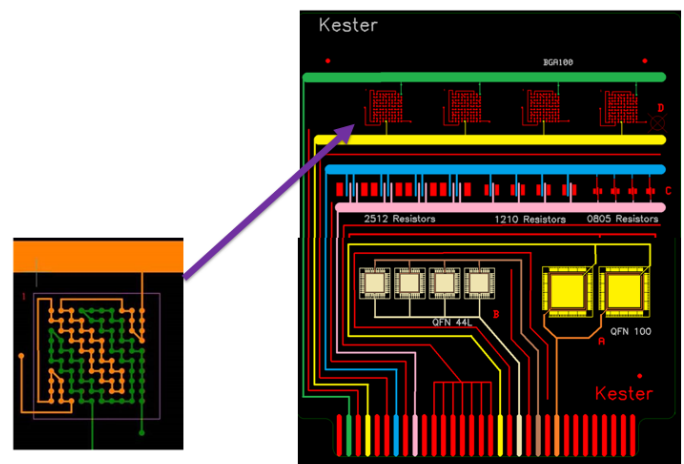 Kester
BGA100
D
C
2512 Resistors
1210 Resistors
0805 Resistors
1
B
QFN 44L
A
QFN 100
Kester